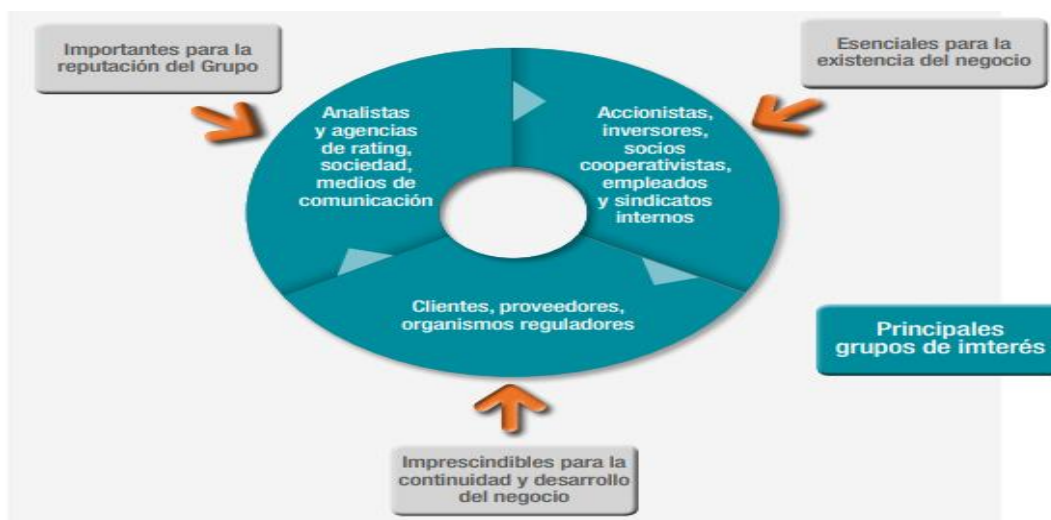 Importantes para la
reputación del Grupo
Esenciales para la
existencia del negocio
Analistas
y agencias
de rating,
sociedad,
medios de
comunicación
Accionistas,
inversores,
socios
cooperativistas,
empleados
y sindicatos
internos
Clientes, proveedores,
organismos reguladores
Principales
grupos de imterés
Imprescindibles para la
continuidad y desarrollo
del negocio